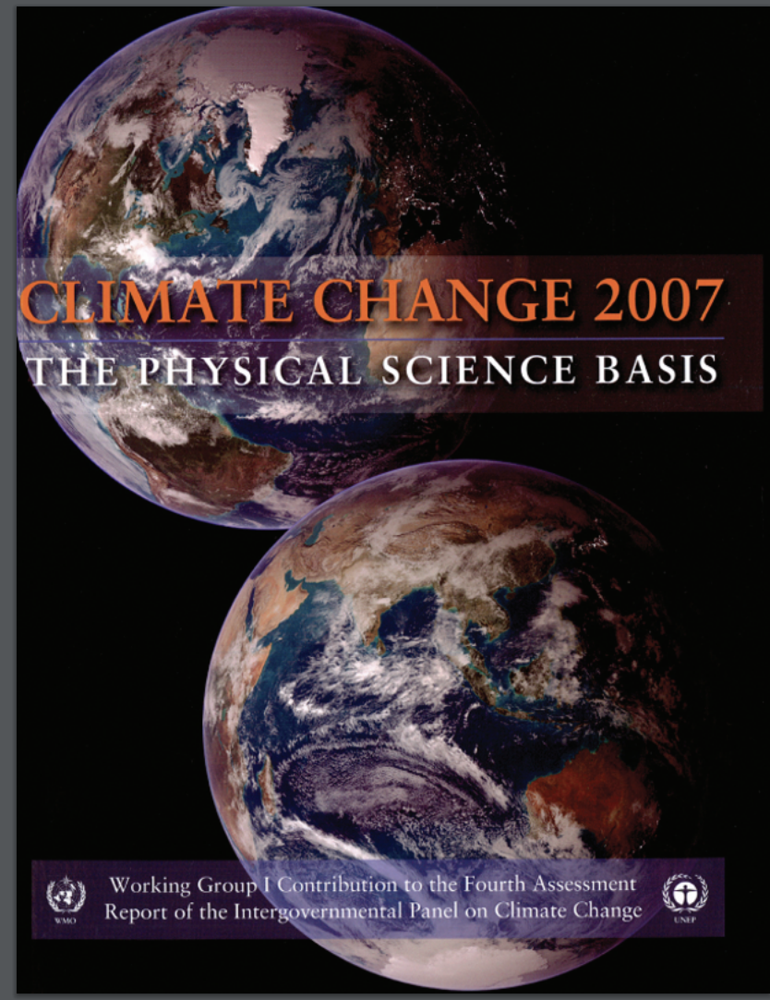 CLIMATE CHANGE 2007
THE PHYSICAL SCIENCE BASIS
Working Group I Contribution to the Fourth Assessment
Report of the Intergovernmental Panel on Climate Change
WMO
UNEP